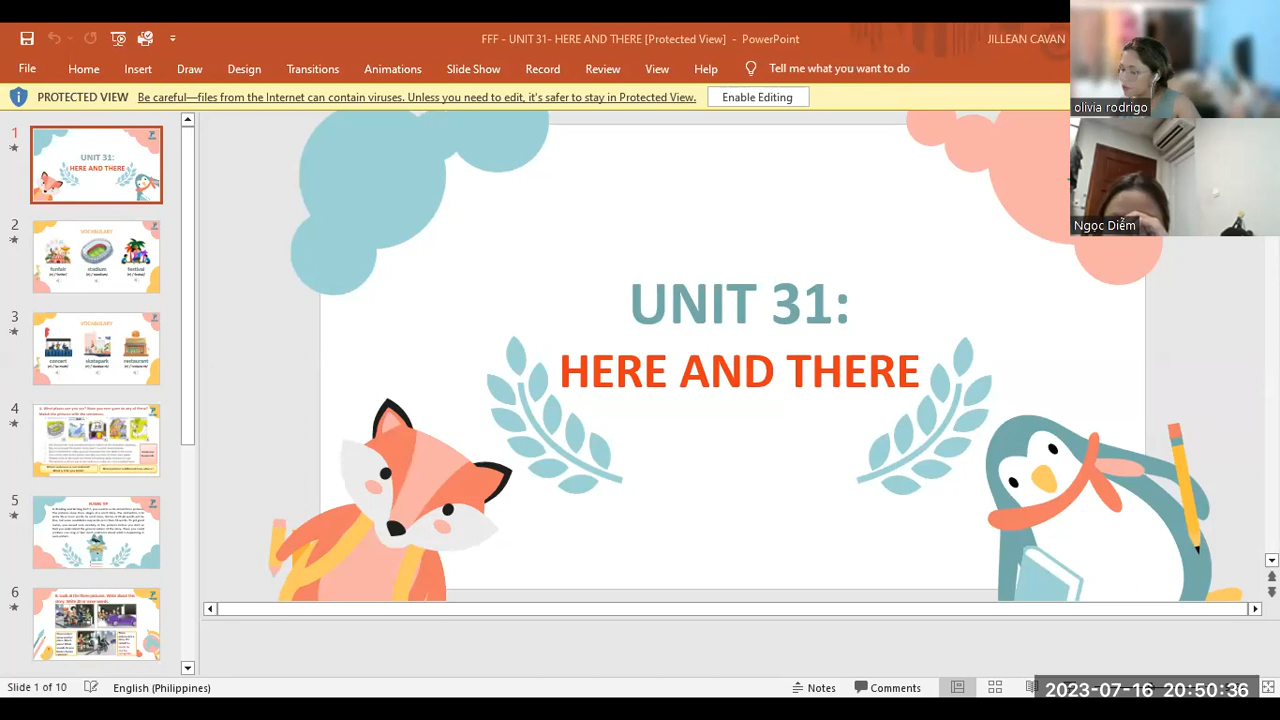 FFF - UNIT 31- HERE AND THERE [Protected View] - PowerPoint
JILLEAN CAVAN
File Home Insert Draw Design Transitions Animations Slide Show Record Review View Help Tell me what you want to do
PROTECTED VIEW Be careful—files from the Internet can contain viruses. Unless you need to edit, it's safer to stay in Protected View. Enable Editing
olivia rodrigo
Ngọc Diễm
1
UNIT 31:
HERE AND THERE
2
VOCABULARY
funfair stadium festival
3
VOCABULARY
concert skatepark restaurant
4
5
6
UNIT 31:
HERE AND THERE
Slide 1 of 10 English (Philippines) Notes Comments
2023-07-16 20:50:36